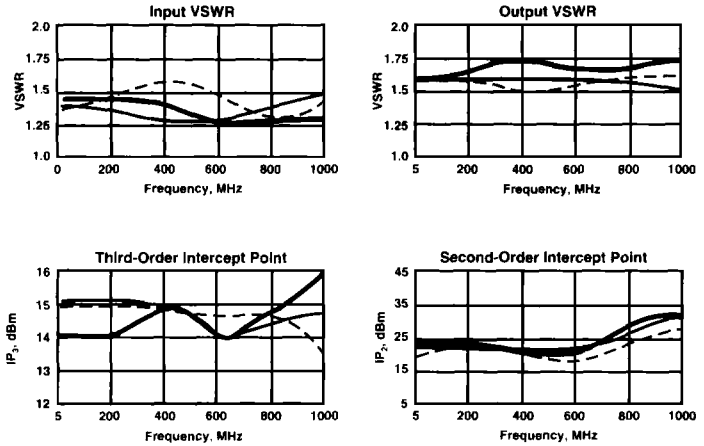 Input VSWR
2.0
1.75
1.5
1.25
1.0
VSWR
0 200 400 600 800 1000
Frequency, MHz
Output VSWR
2.0
1.75
1.5
1.25
1.0
VSWR
5 200 400 600 800 1000
Frequency, MHz
Third-Order Intercept Point
16
15
14
13
12
IP3, dBm
5 200 400 600 800 1000
Frequency, MHz
Second-Order Intercept Point
45
35
25
15
5
IP2, dBm
5 200 400 600 800 1000
Frequency, MHz